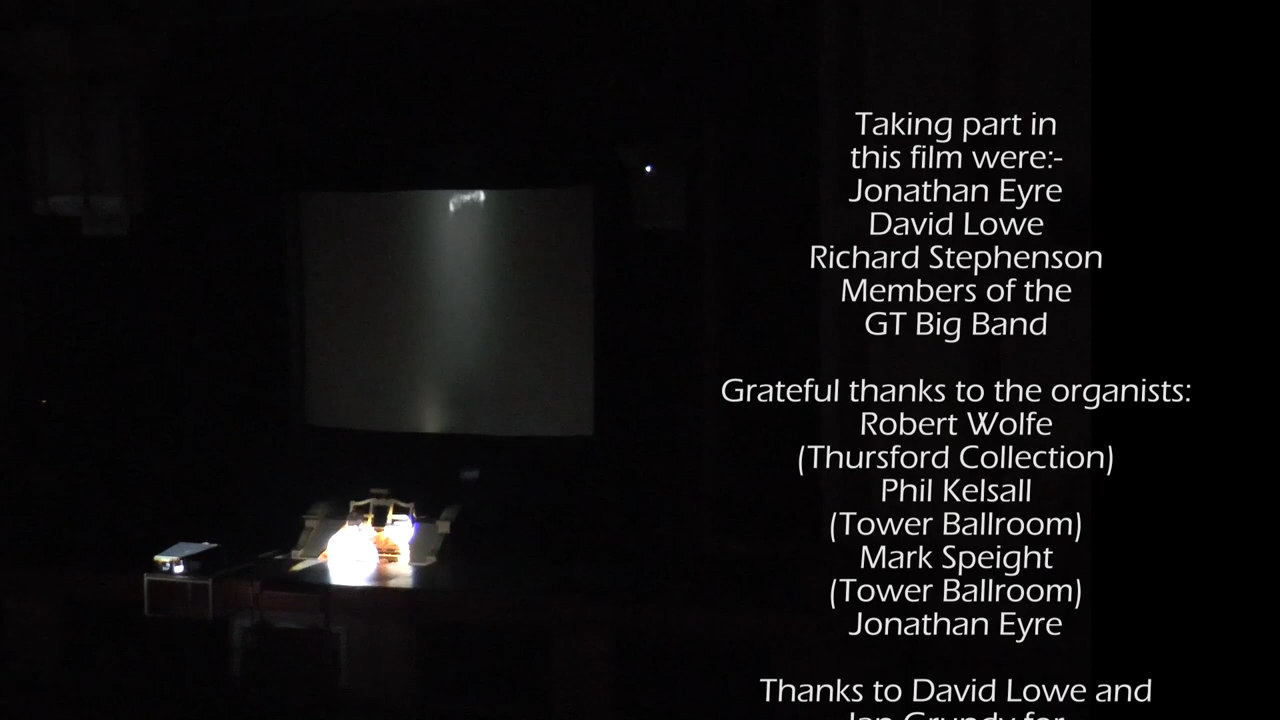 Taking part in
this film were:-
Jonathan Eyre
David Lowe
Richard Stephenson
Members of the
GT Big Band
Grateful thanks to the organists:
Robert Wolfe
(Thursford Collection)
Phil Kelsall
(Tower Ballroom)
Mark Speight
(Tower Ballroom)
Jonathan Eyre
Thanks to David Lowe and
Grundy for